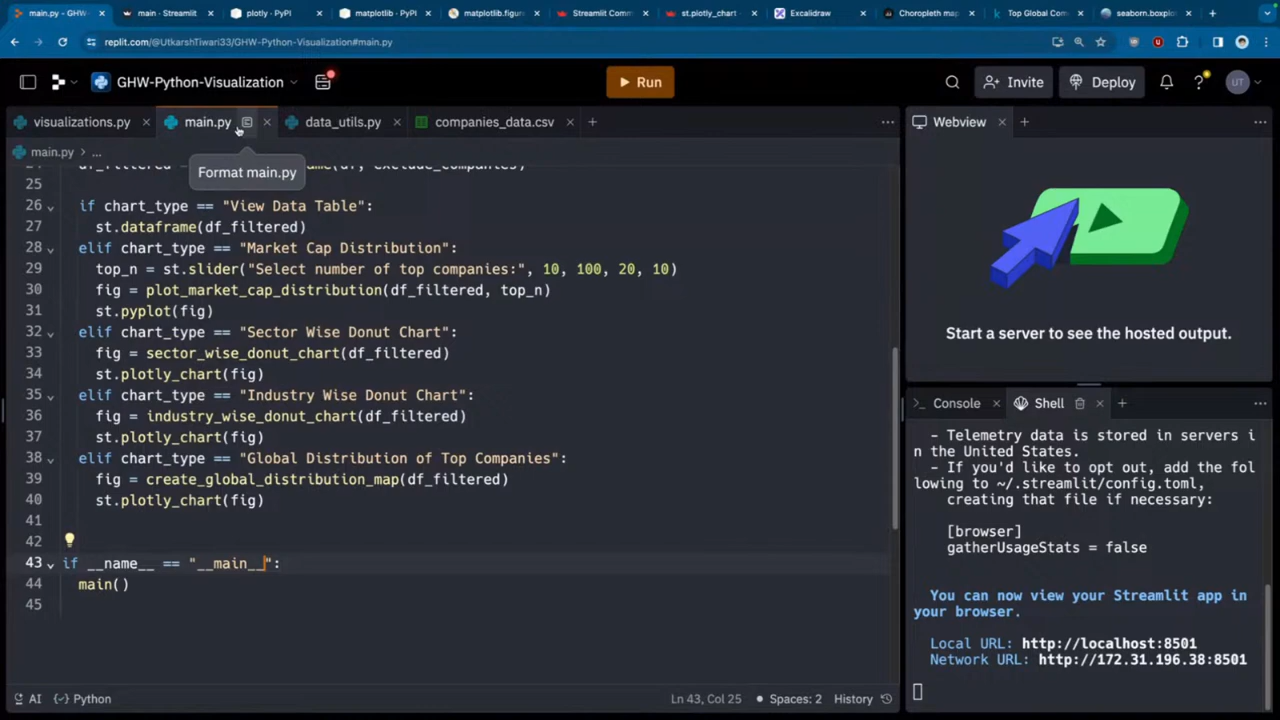 main.py - GHW
main · Streamlit
plotly · PyPI
matplotlib · PyPI
matplotlib.figur
Streamlit Comm
st.plotly_chart -
Excalidraw
Choropleth map
Top Global Com
seaborn.boxplo
replit.com/@UtkarshTiwari33/GHW-Python-Visualization#main.py
GHW-Python-Visualization
Run
Invite
Deploy
UT
visualizations.py
main.py
data_utils.py
companies_data.csv
Webview
main.py > ...
Format main.py
25
26 if chart_type == "View Data Table":
27 st.dataframe(df_filtered)
28 elif chart_type == "Market Cap Distribution":
29 top_n = st.slider("Select number of top companies:", 10, 100, 20, 10)
30 fig = plot_market_cap_distribution(df_filtered, top_n)
31 st.pyplot(fig)
32 elif chart_type == "Sector Wise Donut Chart":
33 fig = sector_wise_donut_chart(df_filtered)
34 st.plotly_chart(fig)
35 elif chart_type == "Industry Wise Donut Chart":
36 fig = industry_wise_donut_chart(df_filtered)
37 st.plotly_chart(fig)
38 elif chart_type == "Global Distribution of Top Companies":
39 fig = create_global_distribution_map(df_filtered)
40 st.plotly_chart(fig)
41
42
43 if __name__ == "__main__":
44 main()
45
Start a server to see the hosted output.
Console
Shell
- Telemetry data is stored in servers i
n the United States.
- If you'd like to opt out, add the fol
lowing to ~/.streamlit/config.toml,
creating that file if necessary:
[browser]
gatherUsageStats = false
You can now view your Streamlit app in
your browser.
Local URL: http://localhost:8501
Network URL: http://172.31.196.38:8501
AI
Python
Ln 43, Col 25
Spaces: 2
History